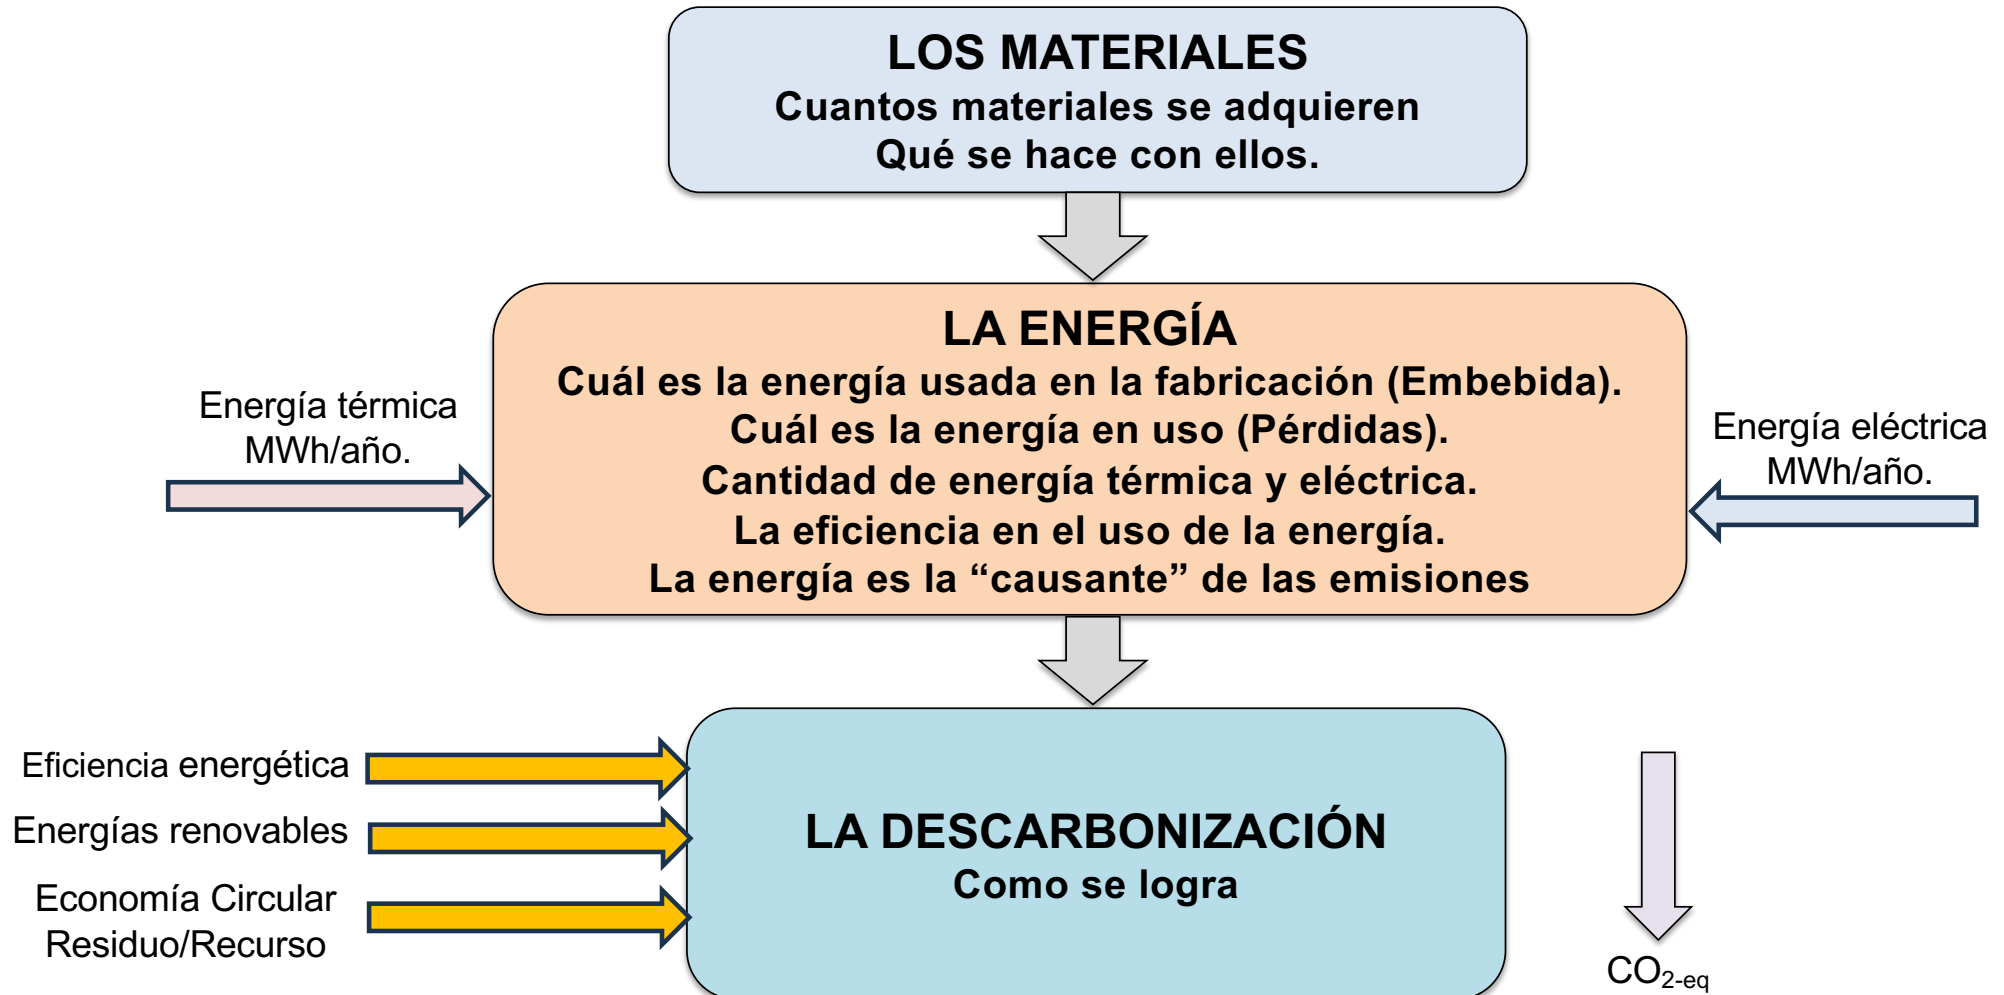 LOS MATERIALES
Cuantos materiales se adquieren
Qué se hace con ellos.
LA ENERGÍA
Cuál es la energía usada en la fabricación (Embebida).
Cuál es la energía en uso (Pérdidas).
Cantidad de energía térmica y eléctrica.
La eficiencia en el uso de la energía.
La energía es la “causante” de las emisiones
Energía térmica
MWh/año.
Energía eléctrica
MWh/año.
Eficiencia energética
Energías renovables
Economía Circular
Residuo/Recurso
LA DESCARBONIZACIÓN
Como se logra
CO2-eq